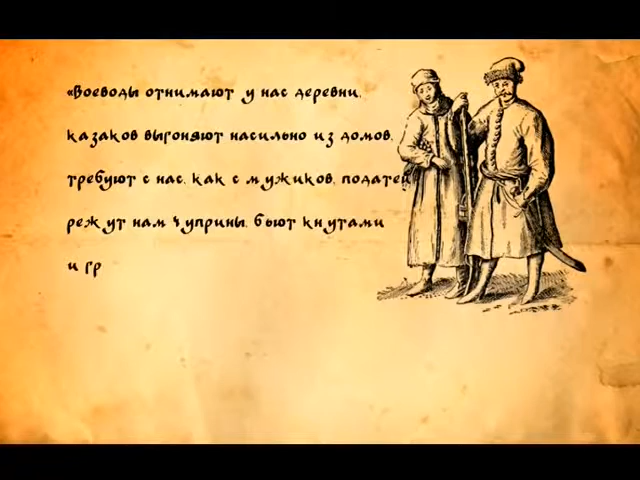 «Воеводы отнимают у нас деревни,
казаков выгоняют насильно из домов,
требуют с нас, как с мужиков, податей,
режут нам чуприны, бьют кнутами
и гр